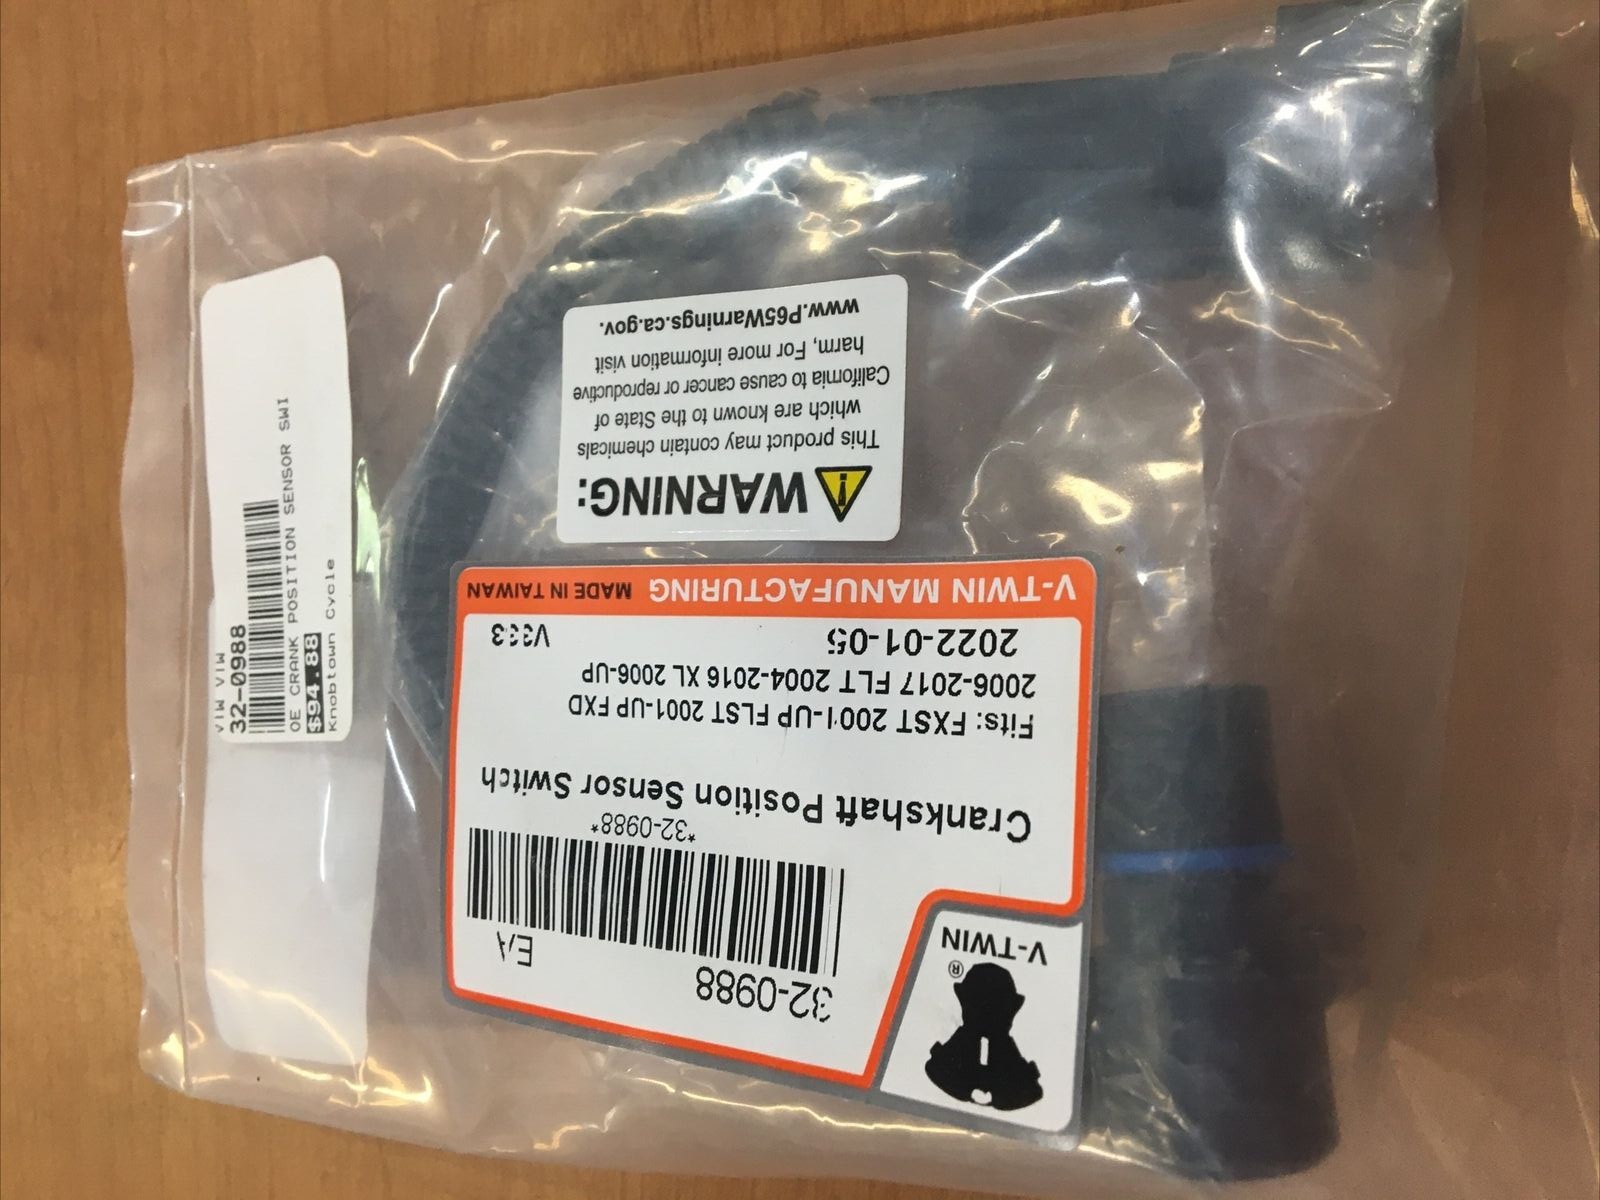 32-0988
EA
*32-0988*
Crankshaft Position Sensor Switch
Fits: FXST 2001-UP FLST 2001-UP FXD
2006-2017 FLT 2004-2016 XL 2006-UP
2022-01-05
V-TWIN MANUFACTURING MADE IN TAIWAN
V-TWIN
®
WARNING:
This product may contain chemicals
which are known to the State of
California to cause cancer or reproductive
harm, For more information visit
www.P65Warnings.ca.gov.
VIM VIM
32-0988
OE CRANK POSITION SENSOR SWI
$94.88
Knobtown Cycle